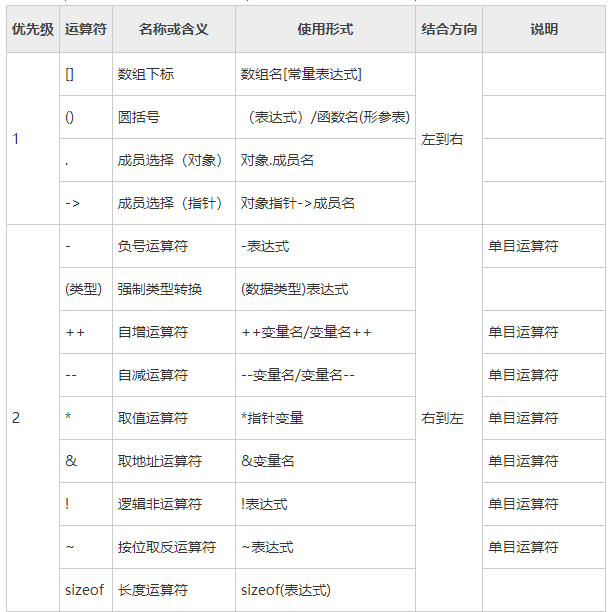 优先级 运算符 名称或含义 使用形式 结合方向 说明
1 [] 数组下标 数组名[常量表达式] 左到右
() 圆括号 （表达式）/函数名(形参表)
. 成员选择（对象） 对象.成员名
-> 成员选择（指针） 对象指针->成员名
2 - 负号运算符 -表达式 右到左 单目运算符
(类型) 强制类型转换 (数据类型)表达式
++ 自增运算符 ++变量名/变量名++ 单目运算符
-- 自减运算符 --变量名/变量名-- 单目运算符
* 取值运算符 *指针变量 单目运算符
& 取地址运算符 &变量名 单目运算符
! 逻辑非运算符 !表达式 单目运算符
~ 按位取反运算符 ~表达式 单目运算符
sizeof 长度运算符 sizeof(表达式)